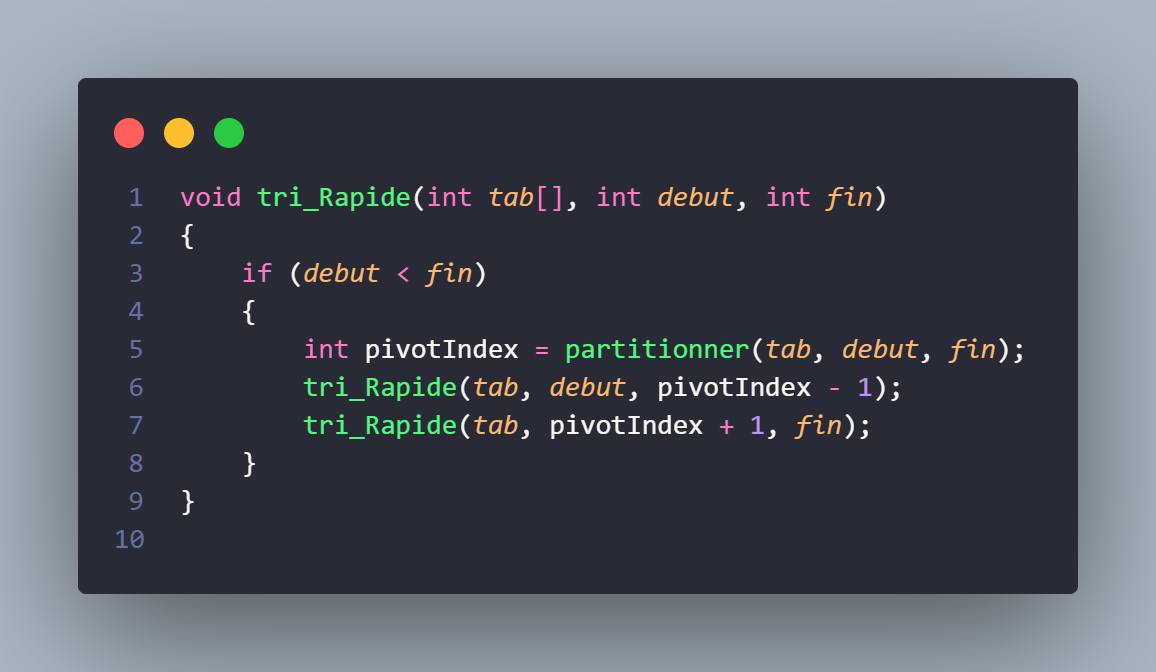 1 void tri_Rapide(int tab[], int debut, int fin)
2 {
3     if (debut < fin)
4     {
5         int pivotIndex = partitionner(tab, debut, fin);
6         tri_Rapide(tab, debut, pivotIndex - 1);
7         tri_Rapide(tab, pivotIndex + 1, fin);
8     }
9 }
10